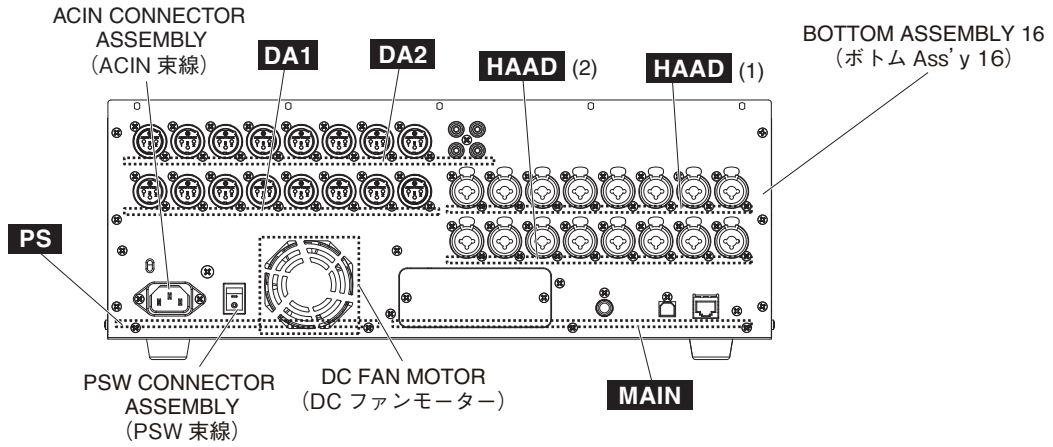 ACIN CONNECTOR
ASSEMBLY
（ACIN 束線）
DA1
DA2
HAAD (2)
HAAD (1)
BOTTOM ASSEMBLY 16
（ボトム Ass’y 16）
PS
PSW CONNECTOR
ASSEMBLY
（PSW 束線）
DC FAN MOTOR
（DC ファンモーター）
MAIN